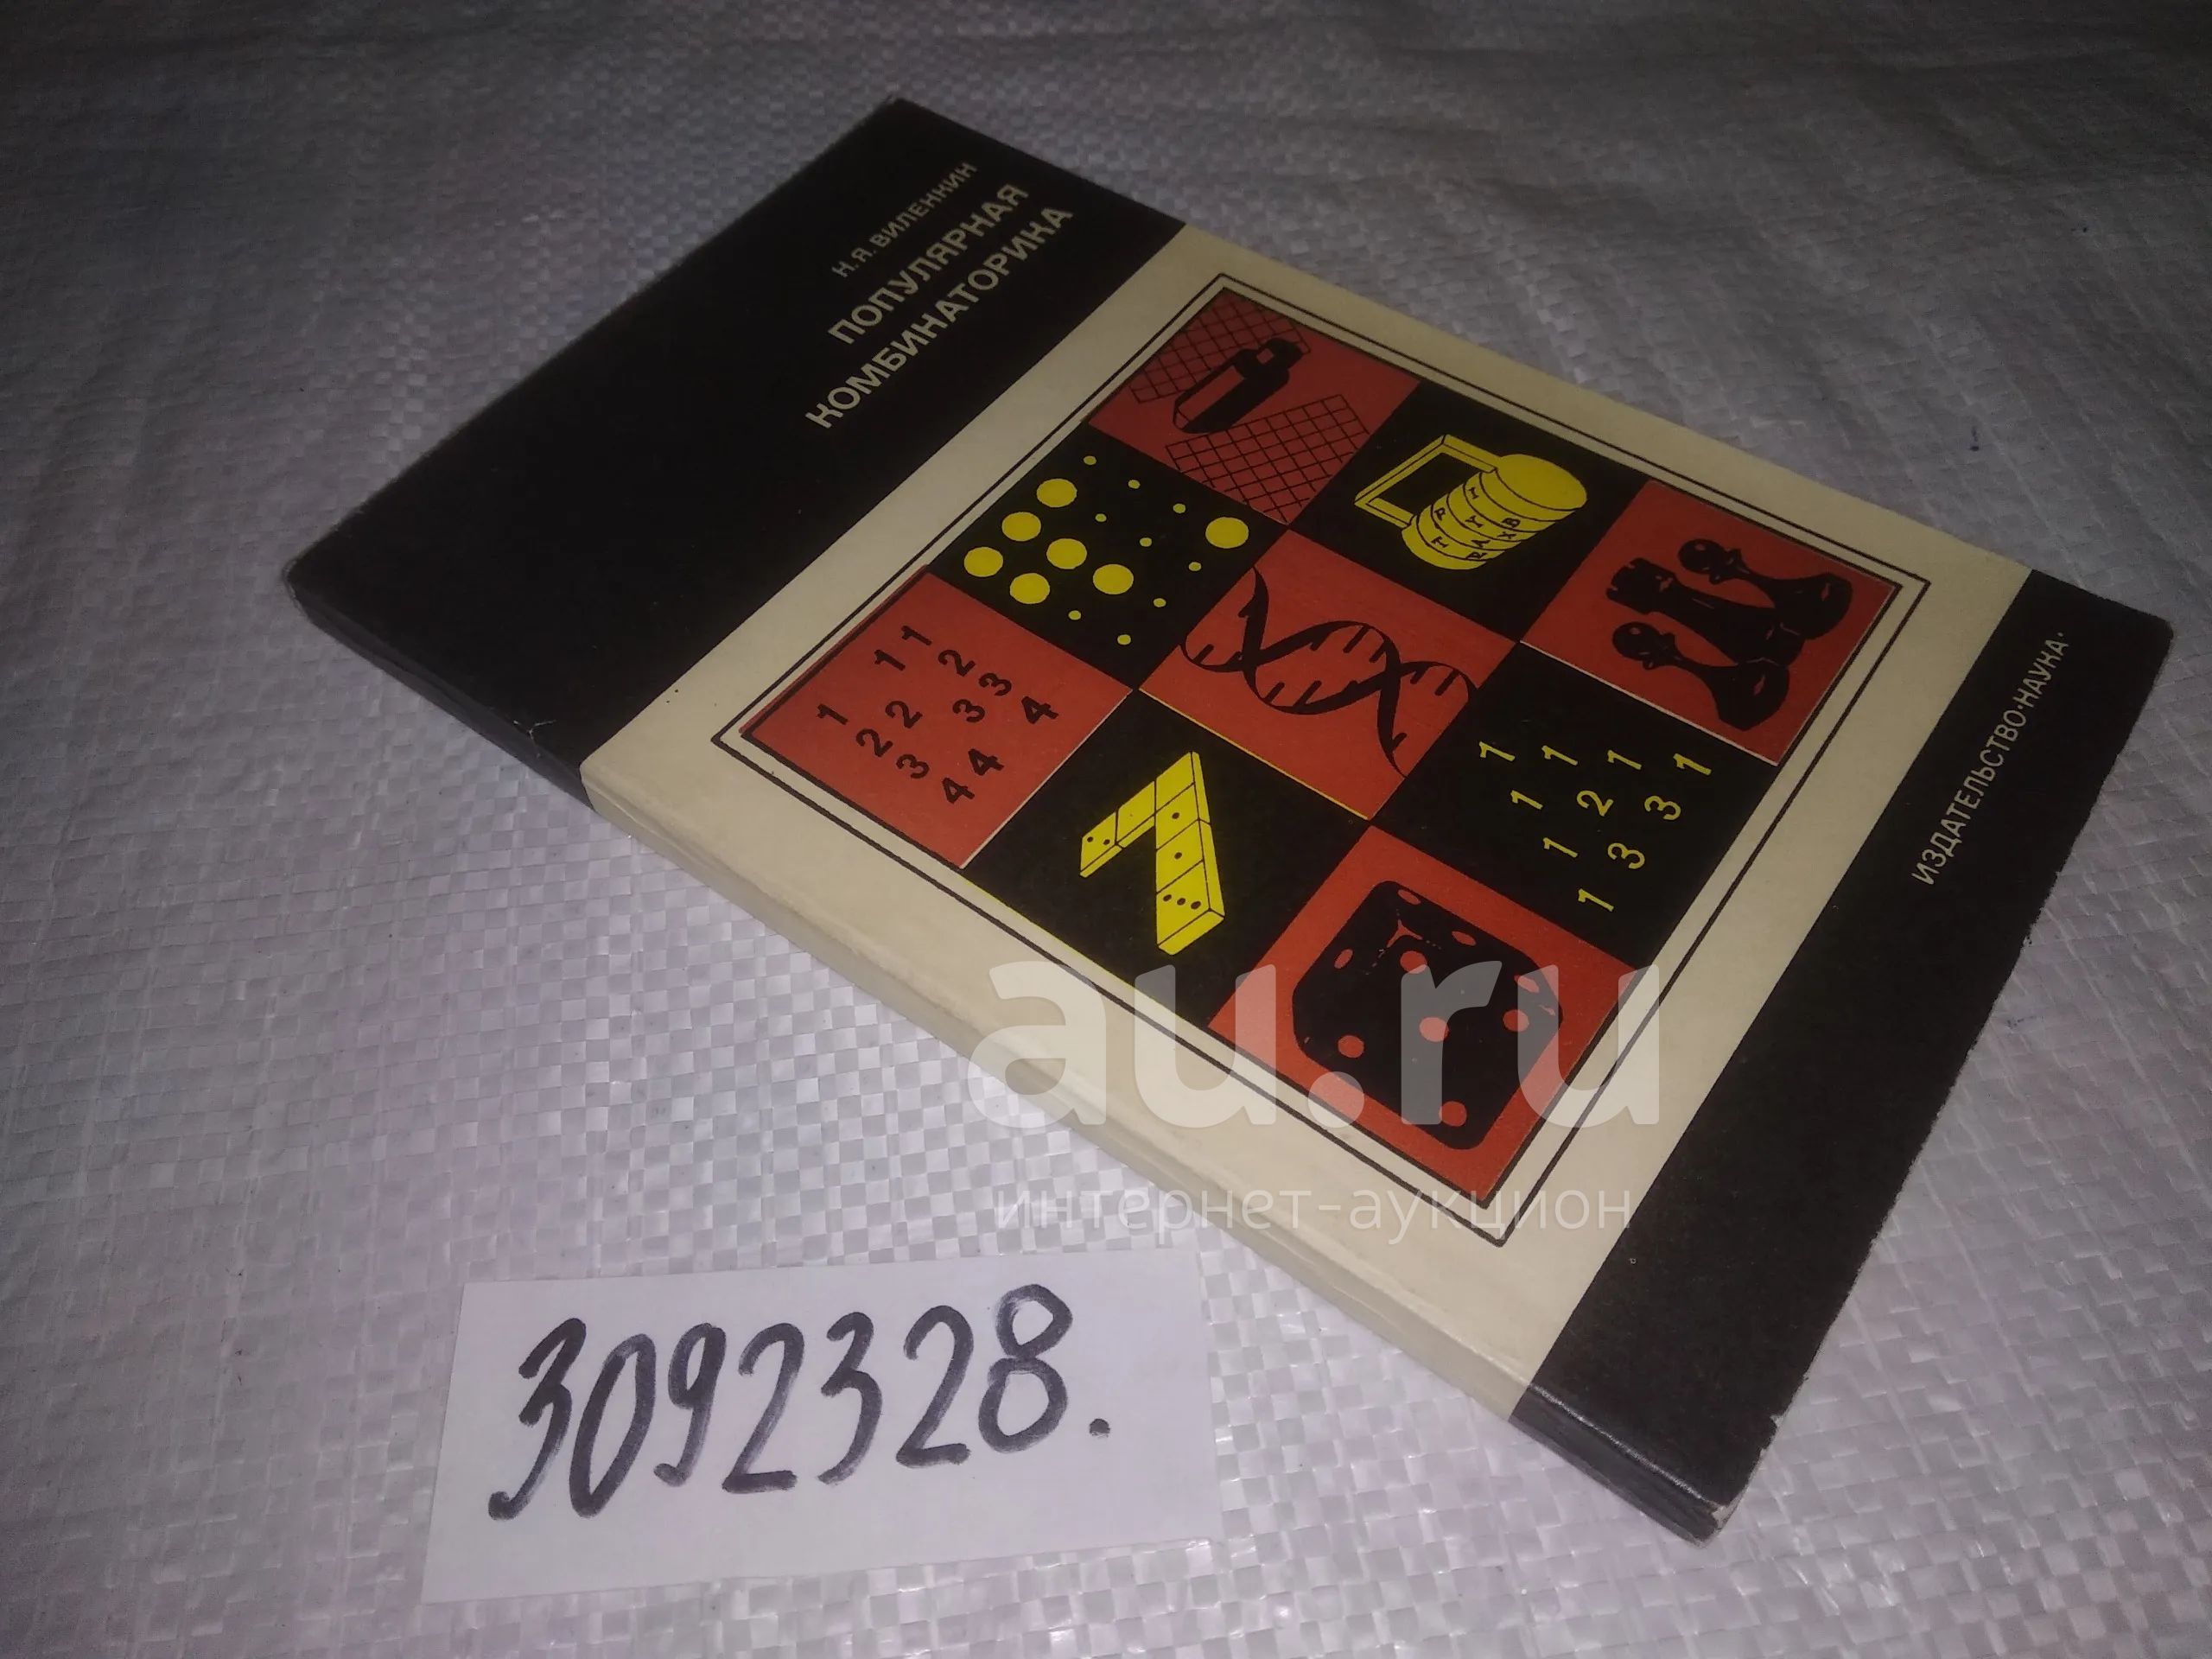 Н. Я. ВИЛЕНКИН
ПОПУЛЯРНАЯ
КОМБИНАТОРИКА
1 1 1
2 2 2
3 3 3
4 4 4
1 1 1 1
1 2 3
1 3
1
ИЗДАТЕЛЬСТВО·НАУКА·
au.ru
интернет-аукцион
3092328.